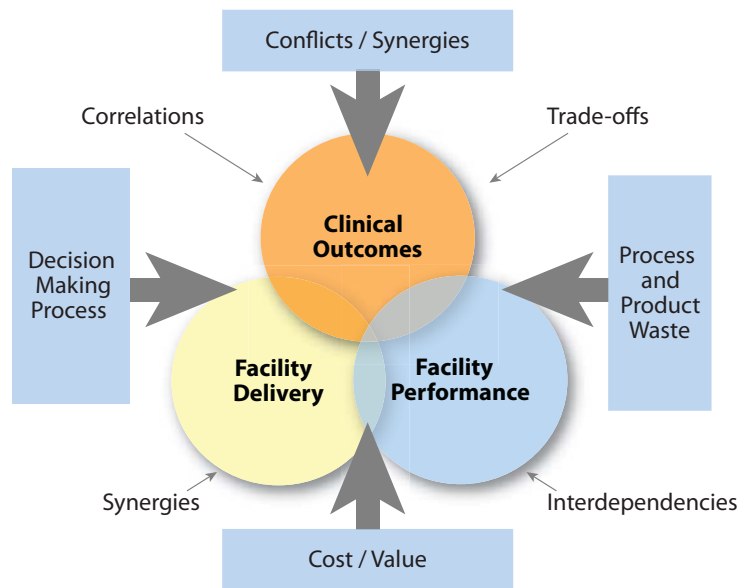 Conflicts / Synergies
Correlations
Trade-offs
Clinical
Outcomes
Decision
Making
Process
Process
and
Product
Waste
Facility
Delivery
Facility
Performance
Synergies
Interdependencies
Cost / Value